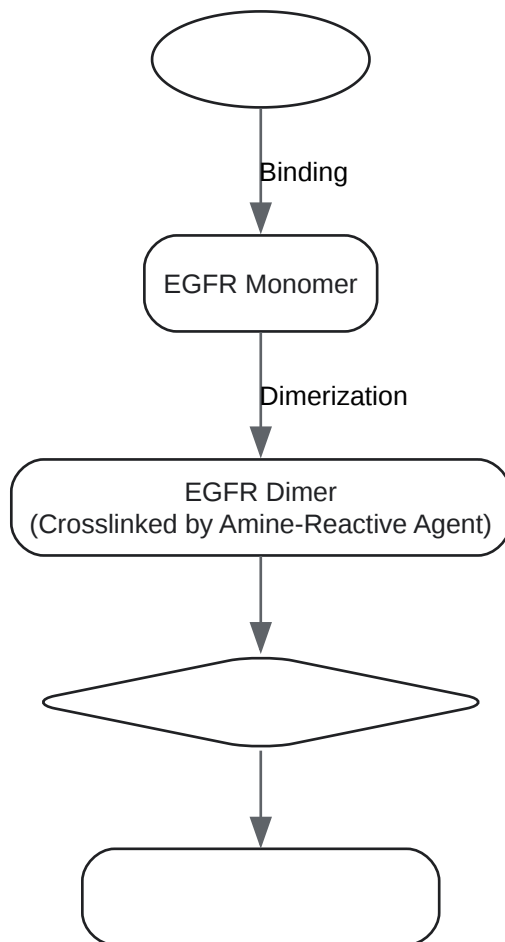 Binding
EGFR Monomer
Dimerization
EGFR Dimer
(Crosslinked by Amine-Reactive Agent)